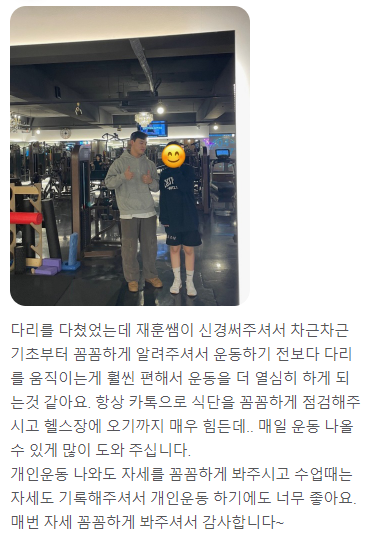 다리를 다쳤었는데 재훈쌤이 신경써주셔서 차근차근
기초부터 꼼꼼하게 알려주셔서 운동하기 전보다 다리
를 움직이는게 훨씬 편해서 운동을 더 열심히 하게 되
는것 같아요. 항상 카톡으로 식단을 꼼꼼하게 점검해주
시고 헬스장에 오기까지 매우 힘든데.. 매일 운동 나올
수 있게 많이 도와 주십니다.
개인운동 나와도 자세를 꼼꼼하게 봐주시고 수업때는
자세도 기록해주셔서 개인운동 하기에도 너무 좋아요.
매번 자세 꼼꼼하게 봐주셔서 감사합니다~